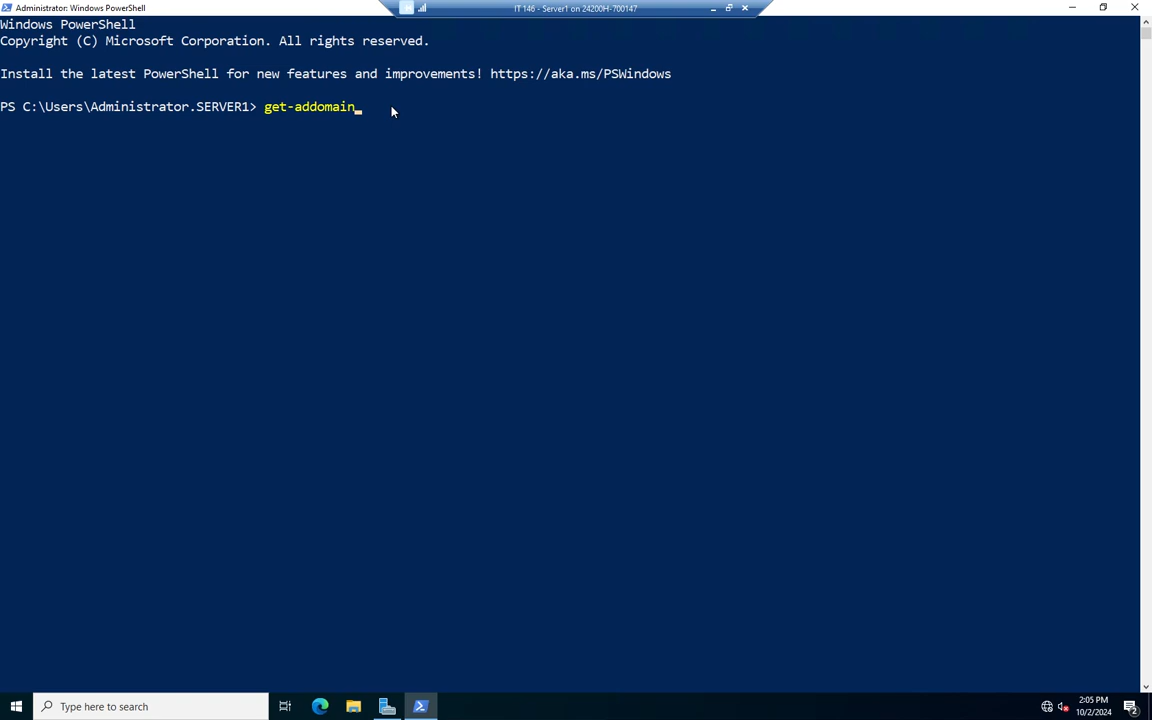 Administrator: Windows PowerShell
IT 146 - Server1 on 24200H-700147
Windows PowerShell
Copyright (C) Microsoft Corporation. All rights reserved.
Install the latest PowerShell for new features and improvements! https://aka.ms/PSWindows
PS C:\Users\Administrator.SERVER1> get-addomain_
Type here to search
2:05 PM
10/2/2024
2